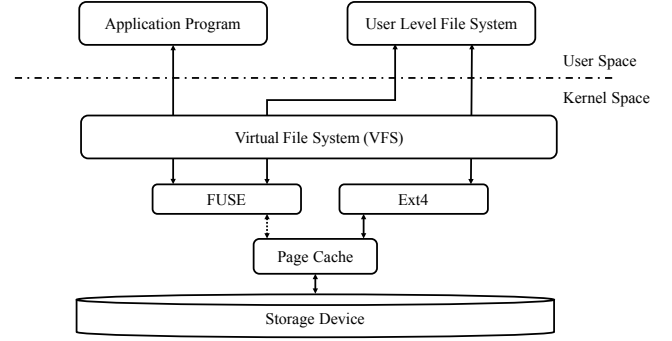 Application Program
User Level File System
User Space
Kernel Space
Virtual File System (VFS)
FUSE
Ext4
Page Cache
Storage Device